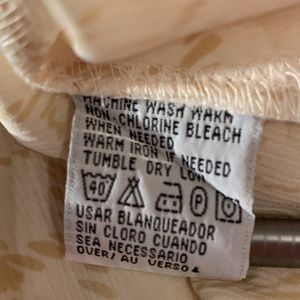 MACHINE WASH WARM
NON-CHLORINE BLEACH
WHEN NEEDED
WARM IRON IF NEEDED
TUMBLE DRY LOW
40 P
USAR BLANQUEADOR
SIN CLORO CUANDO
SEA NECESSARIO
OVER/ AU VERSO